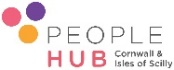 PEOPLE
HUB Cornwall &
Isles of Scilly